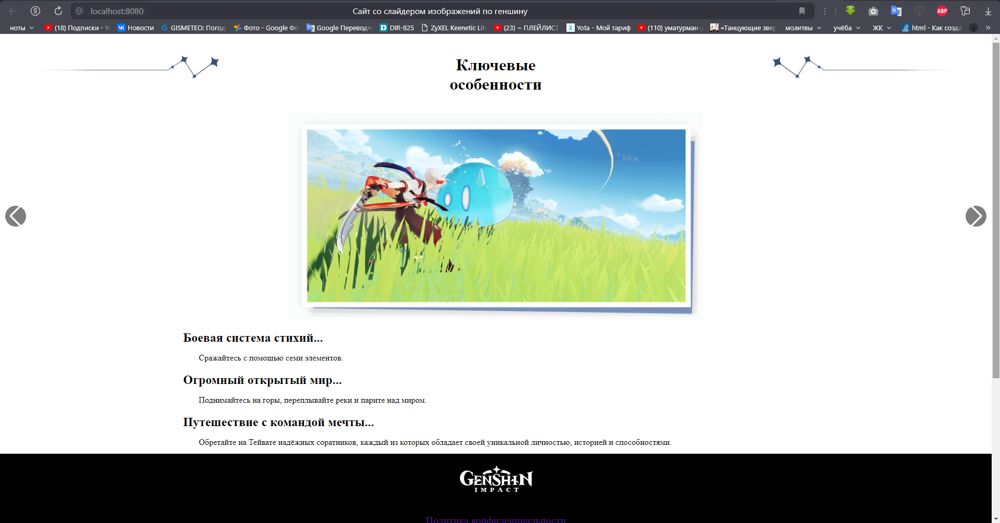 localhost:8080
Сайт со слайдером изображений по геншину
ABP
ноты
(18) Подписки -
Новости
GISMETEO: Погод
Фото - Google Фо
Google Переводч
DIR-825
ZyXEL Keenetic Lite
(23) ~ ПЛЕЙЛИСТ
Yota - Мой тариф
(110) уматурман-
«Танцующие звер
молитвы
учёба
ЖК
html - Как созда
Ключевые
особенности
Боевая система стихий...
Сражайтесь с помощью семи элементов.
Огромный открытый мир...
Поднимайтесь на горы, переплывайте реки и парите над миром.
Путешествие с командой мечты...
Обретайте на Тейвате надёжных соратников, каждый из которых обладает своей уникальной личностью, историей и способностями.
GENSHIN
IMPACT
Политика конфиденциальности